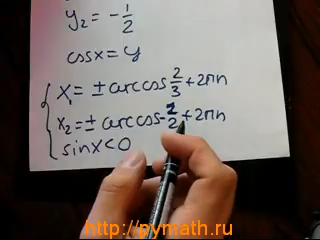 y₂ = -1/2
cosx = y
x₁ = ± arccos 2/3 + 2πn
x₂ = ± arccos - 2/2 + 2πn
sinx < 0
http://pymath.ru